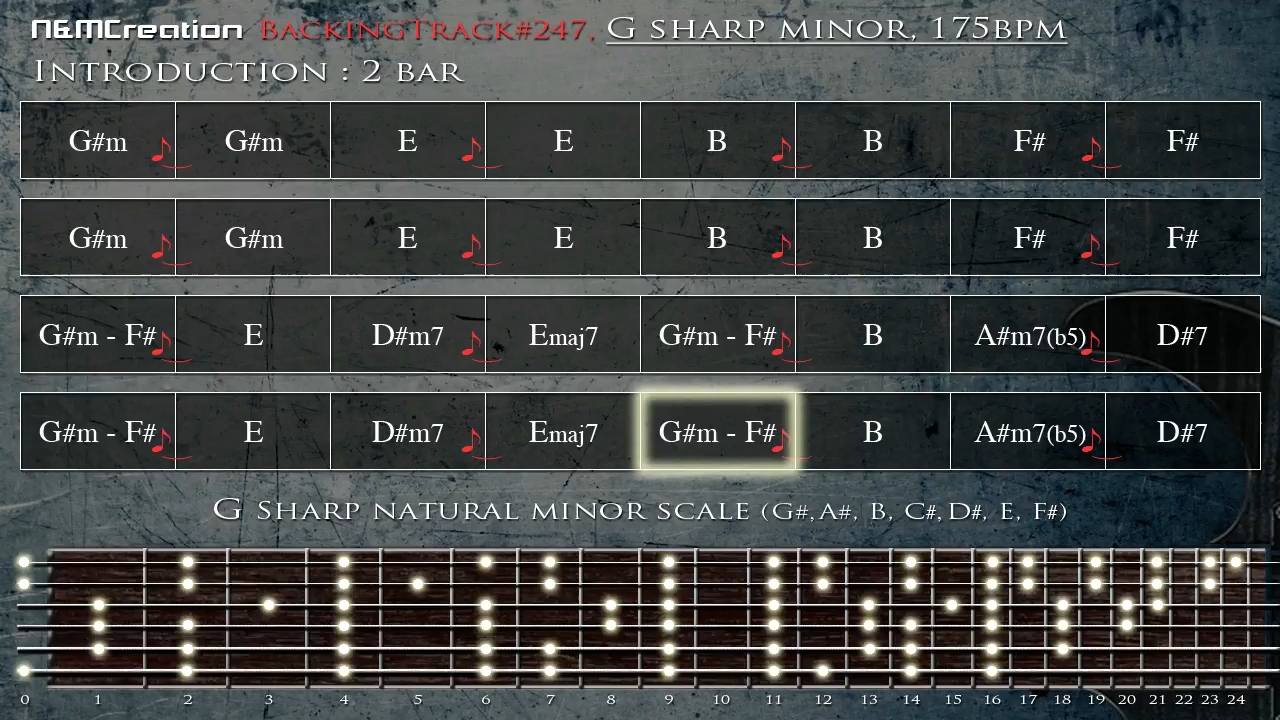 N&MCreation BackingTrack#247. G sharp minor, 175bpm
Introduction : 2 bar
G#m G#m E E B B F# F#
G#m G#m E E B B F# F#
G#m - F# E D#m7 Emaj7 G#m - F# B A#m7(b5) D#7
G#m - F# E D#m7 Emaj7 G#m - F# B A#m7(b5) D#7
G sharp natural minor scale (G#, A#, B, C#, D#, E, F#)
0 1 2 3 4 5 6 7 8 9 10 11 12 13 14 15 16 17 18 19 20 21 22 23 24